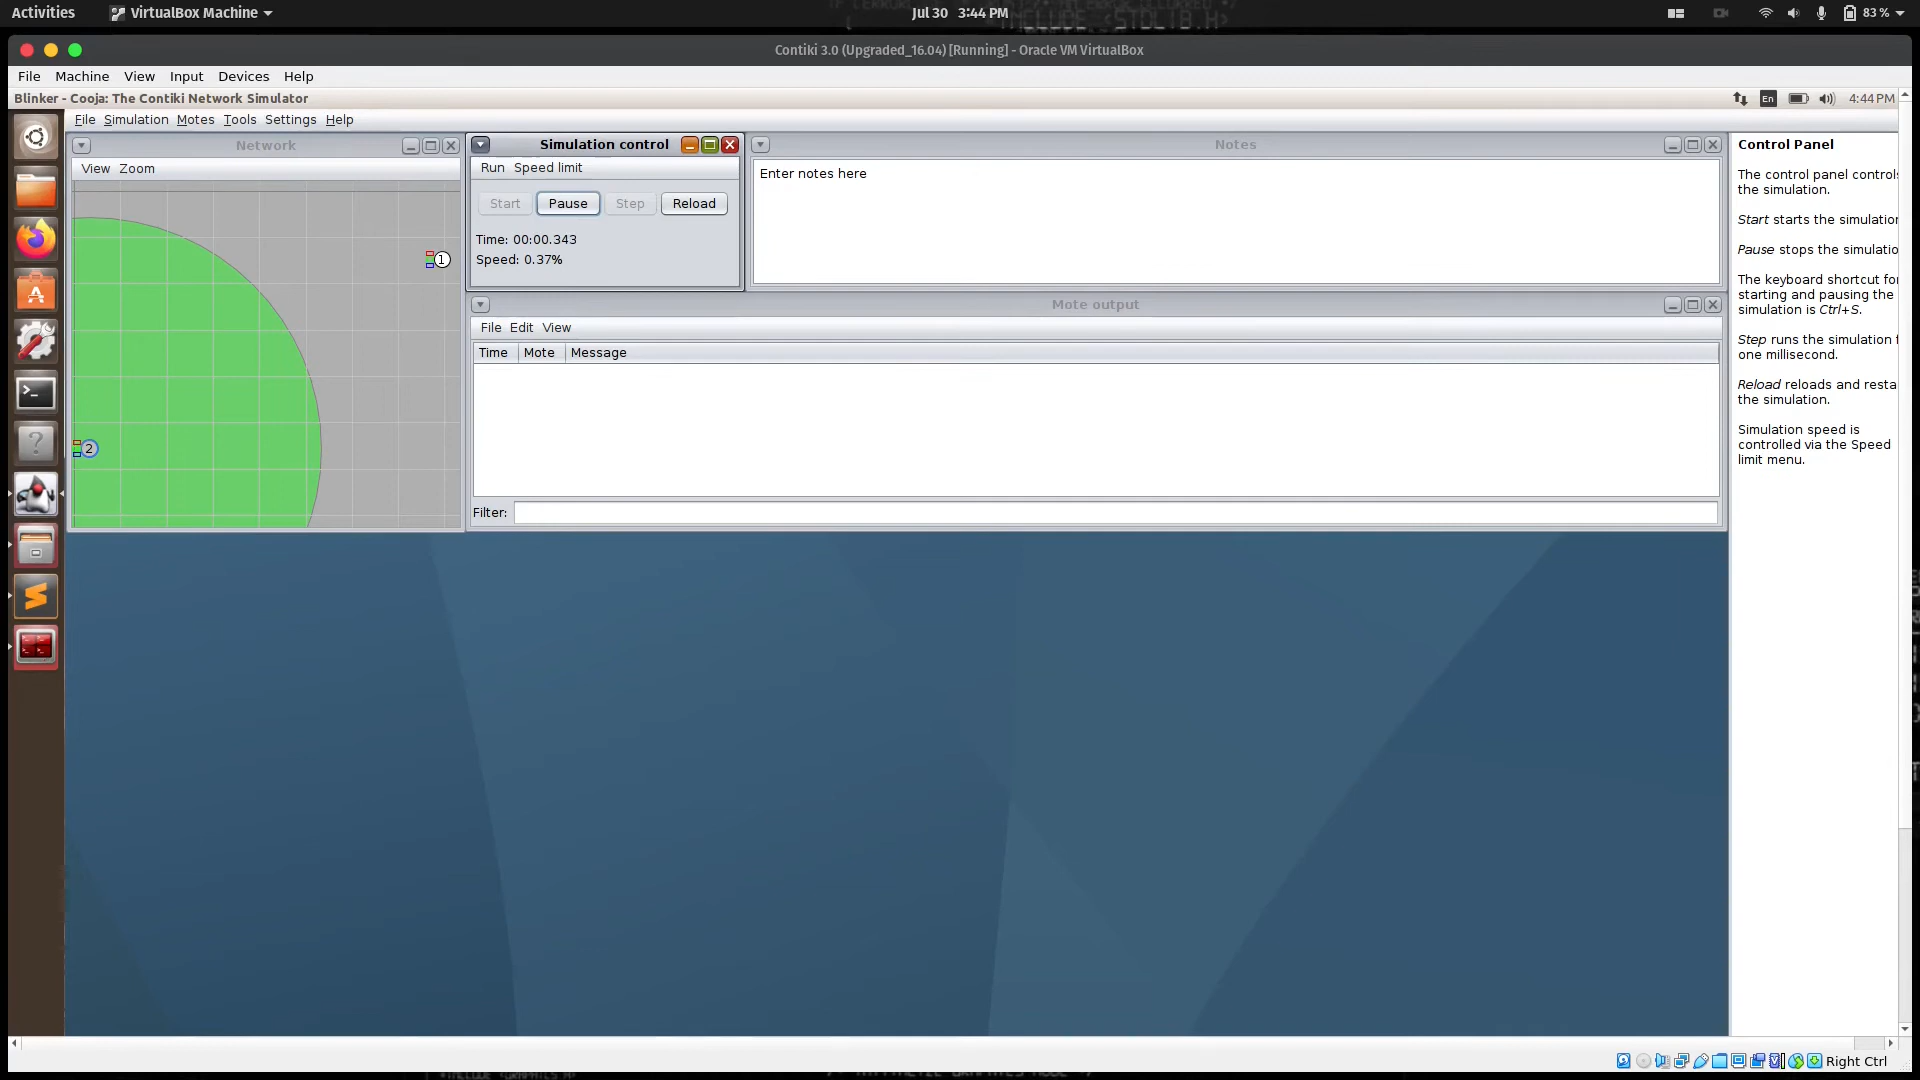 Activities VirtualBox Machine Jul 30 3:44 PM 83 %
Contiki 3.0 (Upgraded_16.04) [Running] - Oracle VM VirtualBox
File Machine View Input Devices Help
Blinker - Cooja: The Contiki Network Simulator En 4:44 PM
File Simulation Motes Tools Settings Help
Network
View Zoom
1
2
Simulation control
Run Speed limit
Start Pause Step Reload
Time: 00:00.343
Speed: 0.37%
Notes
Enter notes here
Mote output
File Edit View
Time Mote Message
Filter:
Control Panel
The control panel controls
the simulation.
Start starts the simulation
Pause stops the simulatio
The keyboard shortcut for
starting and pausing the
simulation is Ctrl+S.
Step runs the simulation f
one millisecond.
Reload reloads and resta
the simulation.
Simulation speed is
controlled via the Speed
limit menu.
Right Ctrl